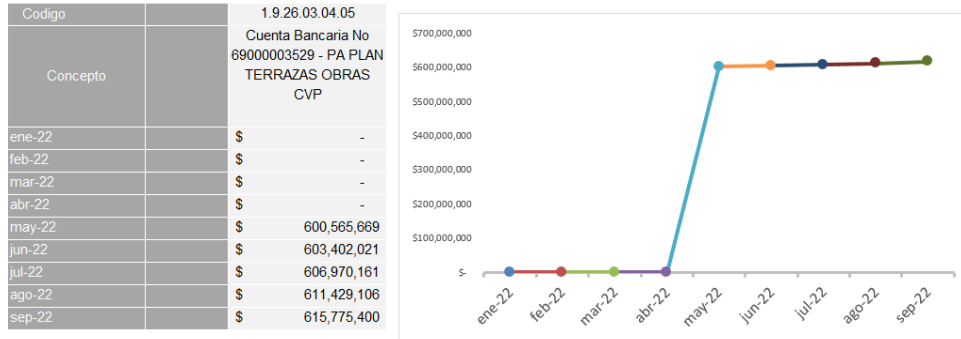 Codigo 1.9.26.03.04.05
Concepto
Cuenta Bancaria No
69000003529 - PA PLAN
TERRAZAS OBRAS
CVP
ene-22 $ -
feb-22 $ -
mar-22 $ -
abr-22 $ -
may-22 $ 600,565,669
jun-22 $ 603,402,021
jul-22 $ 606,970,161
ago-22 $ 611,429,106
sep-22 $ 615,775,400
$700,000,000
$600,000,000
$500,000,000
$400,000,000
$300,000,000
$200,000,000
$100,000,000
$-
ene-22 feb-22 mar-22 abr-22 may-22 jun-22 jul-22 ago-22 sep-22